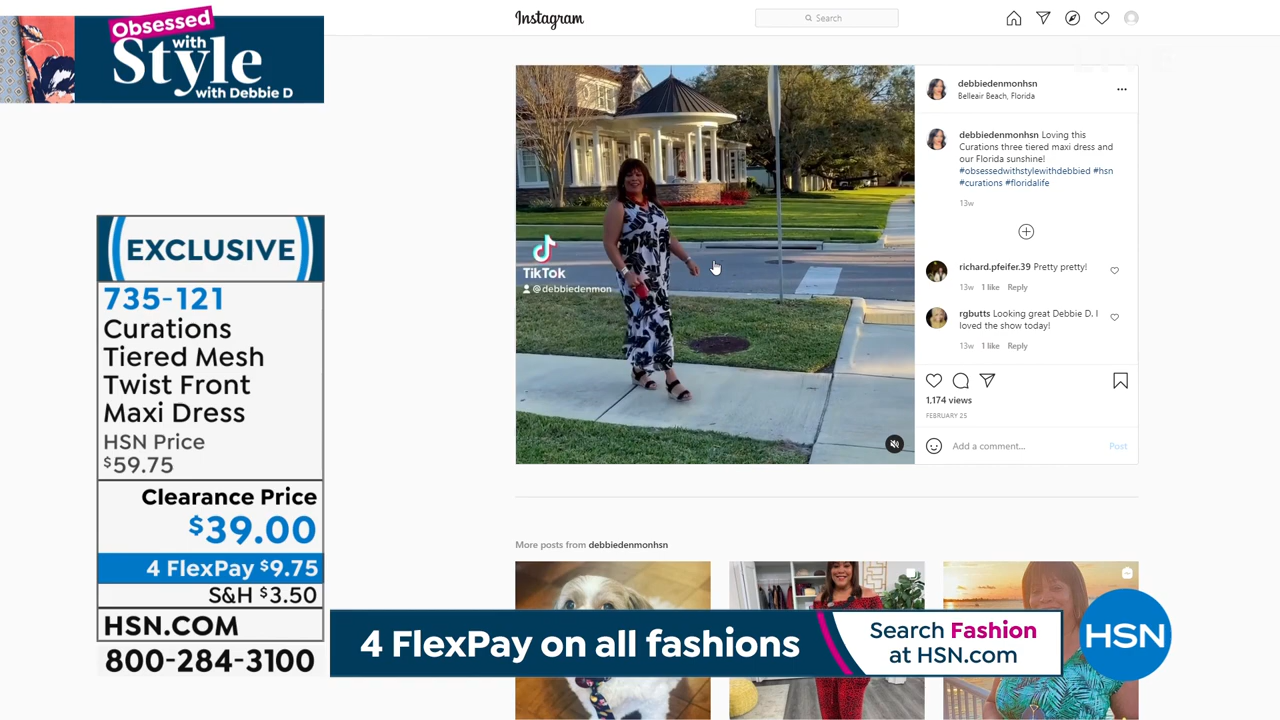 Obsessed
with
Style
with Debbie D
EXCLUSIVE
735-121
Curations
Tiered Mesh
Twist Front
Maxi Dress
HSN Price
$59.75
Clearance Price
$39.00
4 FlexPay $9.75
S&H $3.50
HSN.COM
800-284-3100
Instagram
Search
LIVE
TikTok
@debbiedenmon
debbiedenmonhsn
Belleair Beach, Florida
debbiedenmonhsn Loving this
Curations three tiered maxi dress and
our Florida sunshine!
#obsessedwithstylewithdebbied #hsn
#curations #floridalife
13w
richard.pfeifer.39 Pretty pretty!
13w 1 like Reply
rgbutts Looking great Debbie D. I
loved the show today!
13w 1 like Reply
1,174 views
FEBRUARY 25
Add a comment... Post
More posts from debbiedenmonhsn
4 FlexPay on all fashions
Search Fashion
at HSN.com
HSN